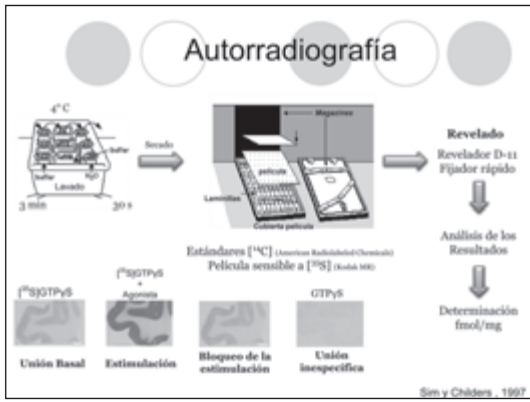 Autorradiografía
4° C
buffer
buffer
H₂O
Lavado
3 min
30 s
Secado
Magazines
película
Laminillas
Cubierta película
Estándares [¹⁴C] (American Radiolabeled Chemicals)
Película sensible a [³⁵S] (Kodak MR)
Revelado
Revelador D-11
Fijador rápido
Análisis de los
Resultados
Determinación
fmol/mg
[³⁵S]GTPγS
Unión Basal
[³⁵S]GTPγS
+
Agonista
Estimulación
Bloqueo de la
estimulación
GTPγS
Unión
inespecífica
Sim y Childers , 1997